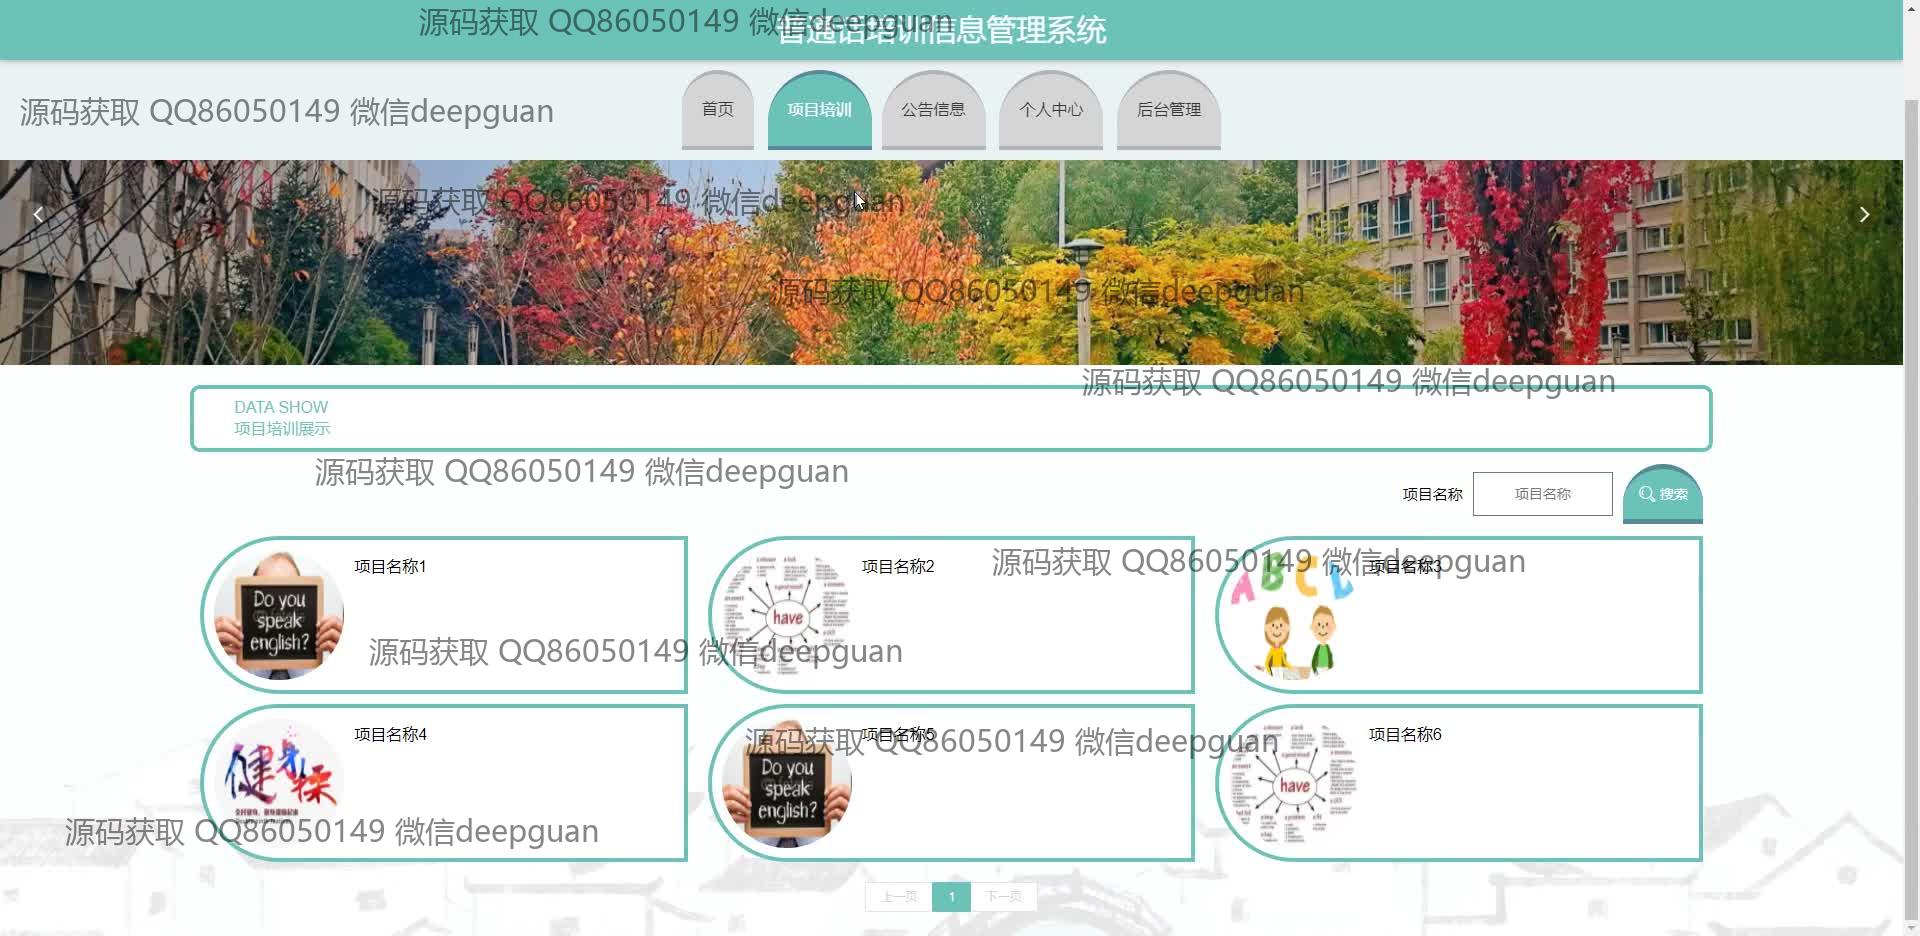 源码获取 QQ86050149 微信deepguan
普通话培训信息管理系统
源码获取 QQ86050149 微信deepguan
首页
项目培训
公告信息
个人中心
后台管理
源码获取 QQ86050149 微信deepguan
源码获取 QQ86050149 微信deepguan
源码获取 QQ86050149 微信deepguan
DATA SHOW
项目培训展示
源码获取 QQ86050149 微信deepguan
项目名称
项目名称
搜索
源码获取 QQ86050149 微信deepguan
项目名称1
Do you
speak
english?
项目名称2
have
项目名称3
A B C L
源码获取 QQ86050149 微信deepguan
项目名称4
健身操
源码获取 QQ86050149 微信deepguan
项目名称5
Do you
speak
english?
项目名称6
have
源码获取 QQ86050149 微信deepguan
上一页
1
下一页